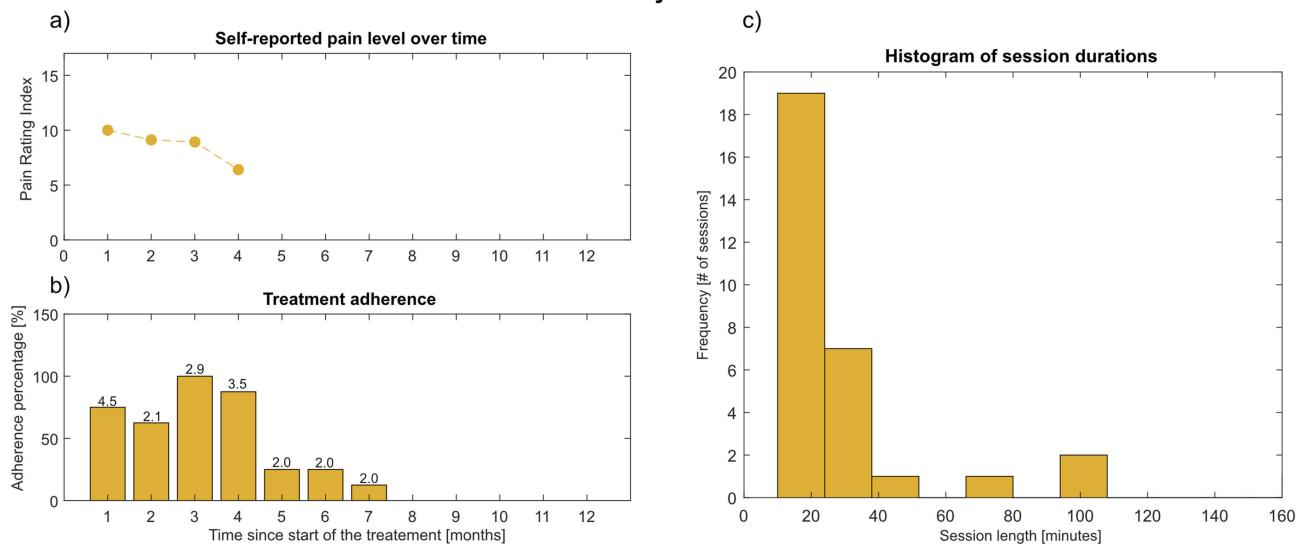 a)
Self-reported pain level over time
15
10
5
0
Pain Rating Index
0 1 2 3 4 5 6 7 8 9 10 11 12
b)
Treatment adherence
150
100
50
0
Adherence percentage [%]
4.5 2.1 2.9 3.5 2.0 2.0 2.0
1 2 3 4 5 6 7 8 9 10 11 12
Time since start of the treatement [months]
c)
Histogram of session durations
20
18
16
14
12
10
8
6
4
2
0
Frequency [# of sessions]
0 20 40 60 80 100 120 140 160
Session length [minutes]